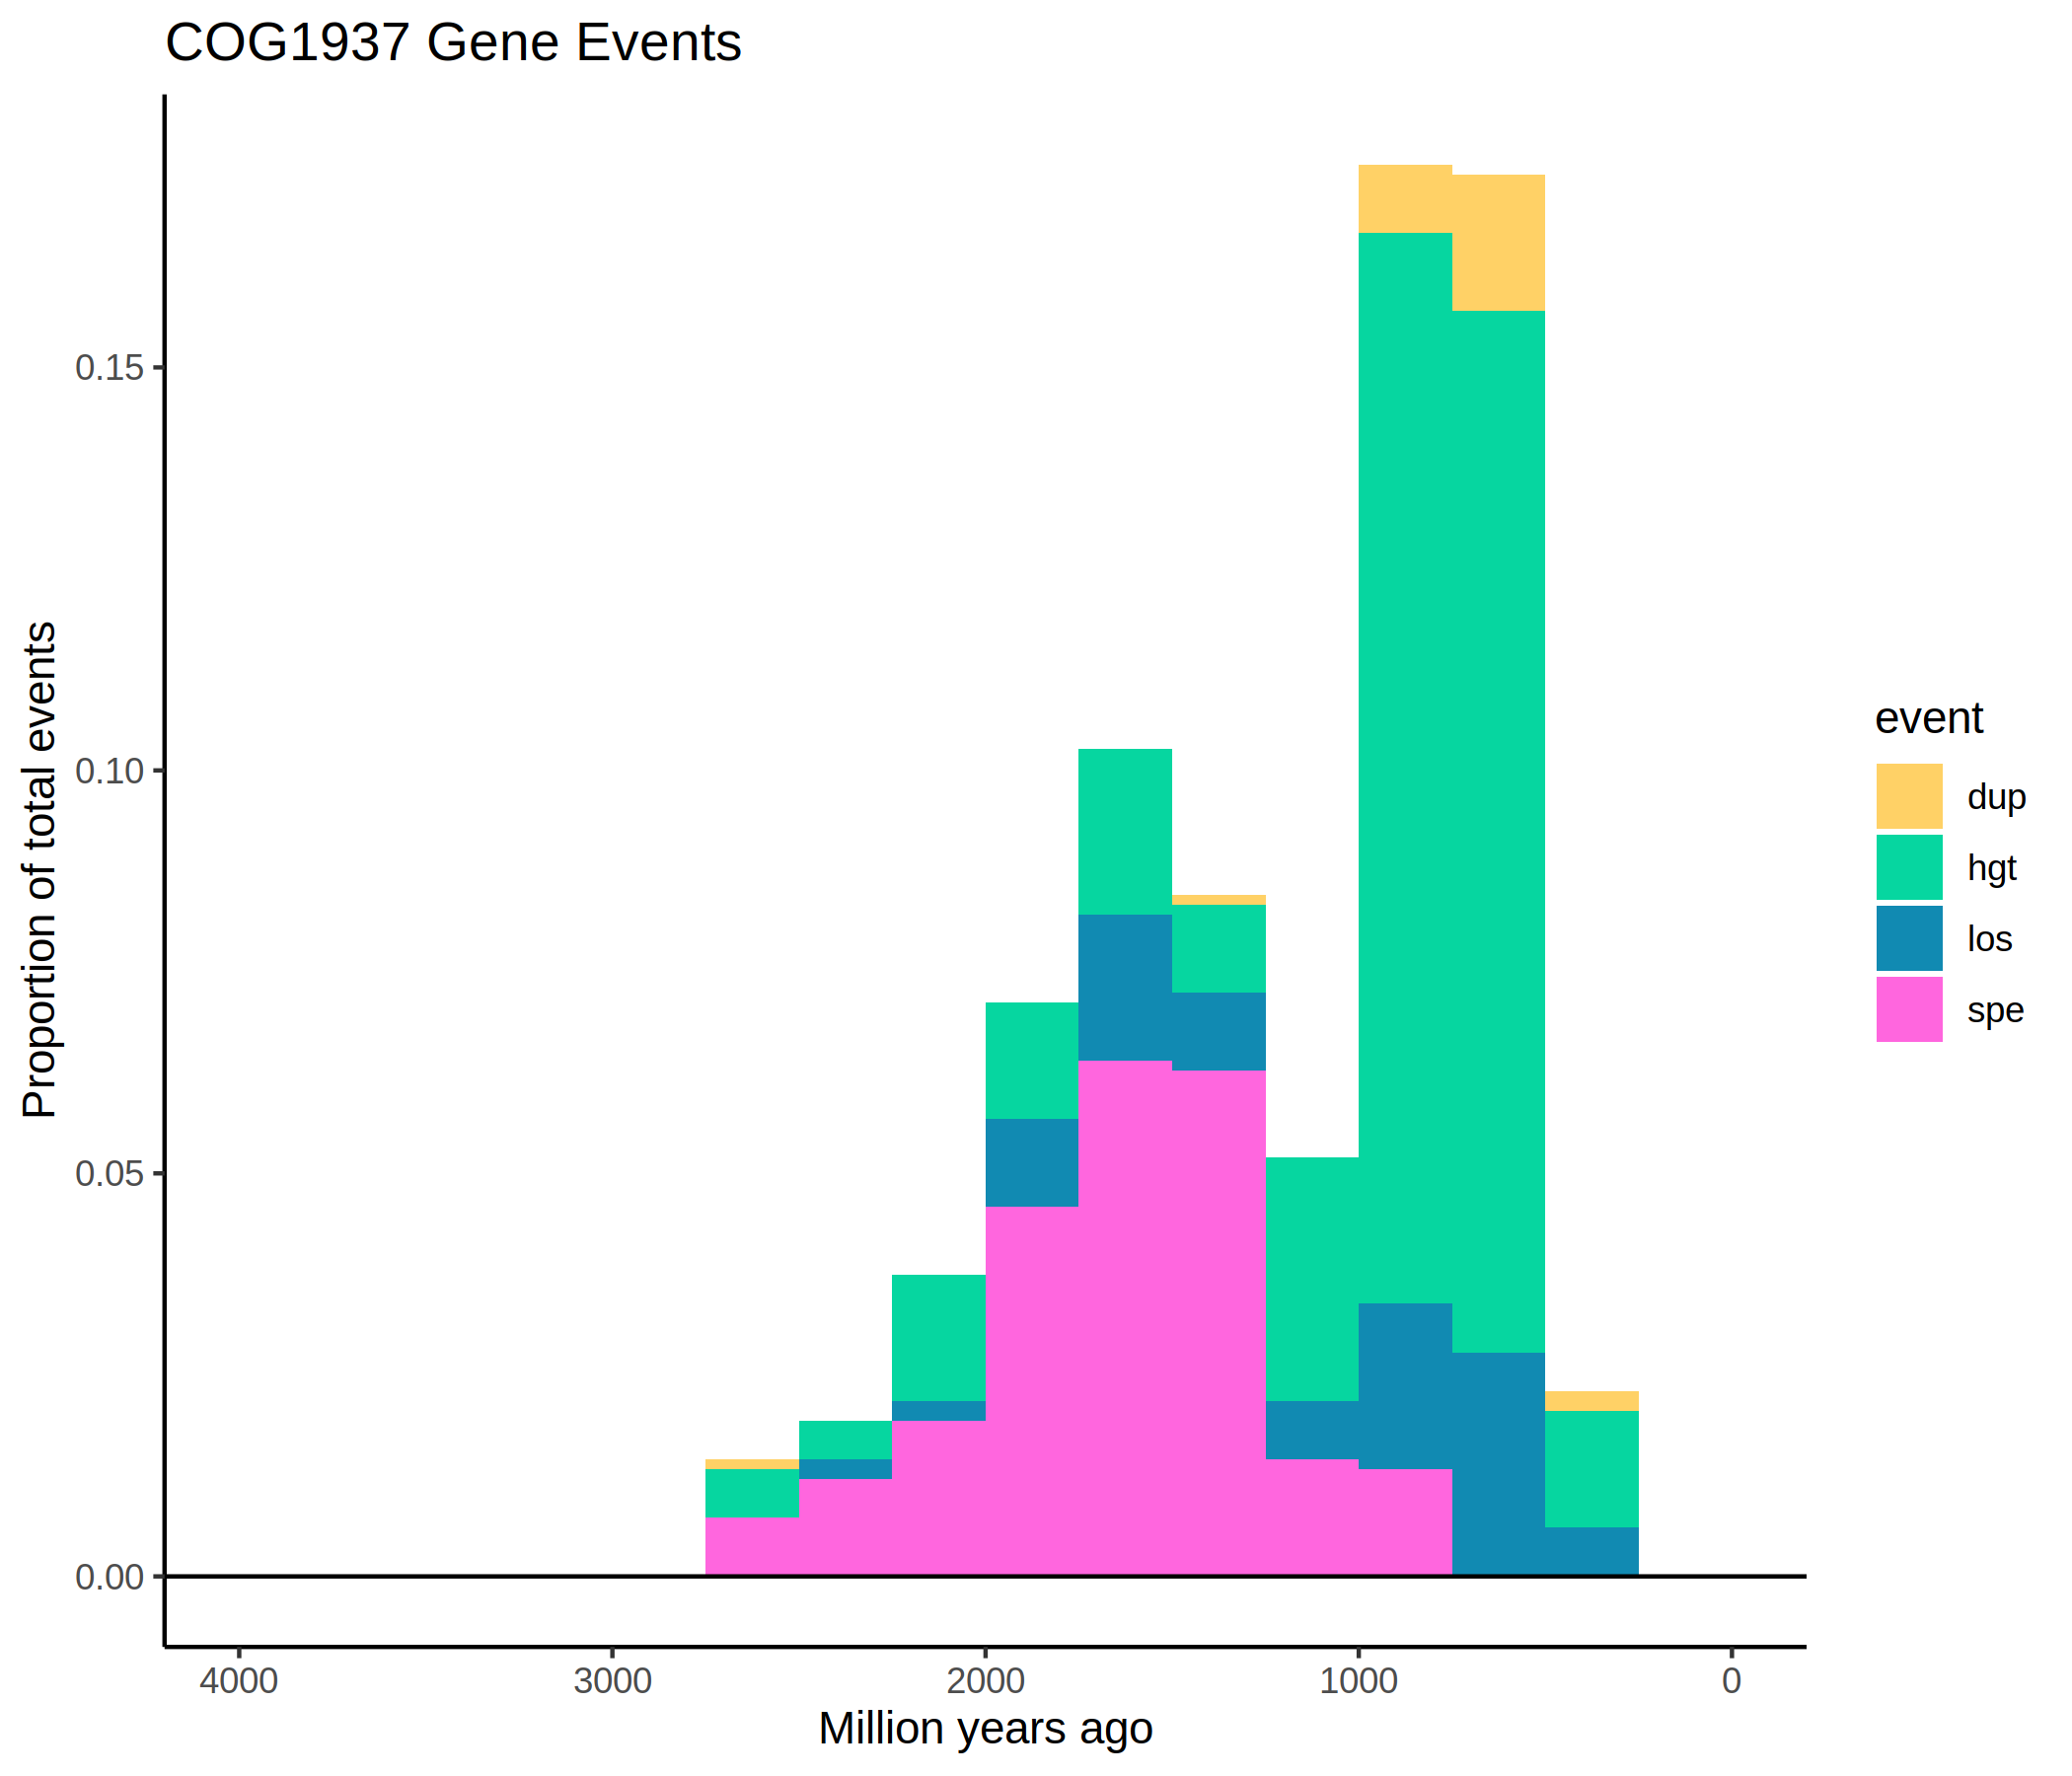 COG1937 Gene Events
Proportion of total events
0.15
0.10
0.05
0.00
4000
3000
2000
1000
0
Million years ago
event
dup
hgt
los
spe